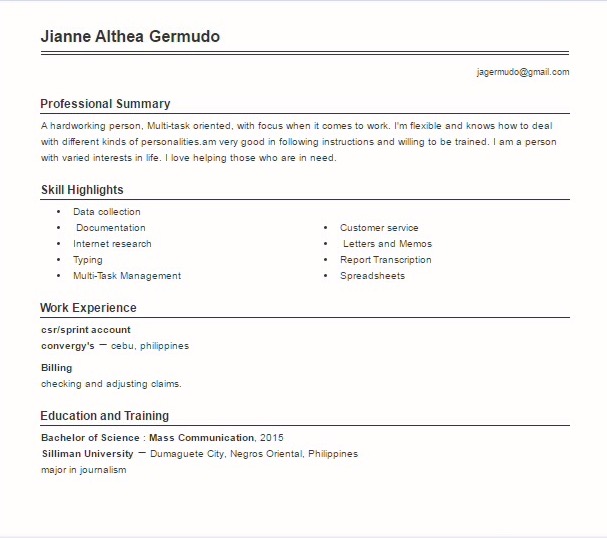 Jianne Althea Germudo
jagermudo@gmail.com
Professional Summary
A hardworking person, Multi-task oriented, with focus when it comes to work. I'm flexible and knows how to deal
with different kinds of personalities.am very good in following instructions and willing to be trained. I am a person
with varied interests in life. I love helping those who are in need.
Skill Highlights
• Data collection
• Documentation
• Internet research
• Typing
• Multi-Task Management
• Customer service
• Letters and Memos
• Report Transcription
• Spreadsheets
Work Experience
csr/sprint account
convergy's — cebu, philippines
Billing
checking and adjusting claims.
Education and Training
Bachelor of Science : Mass Communication, 2015
Silliman University — Dumaguete City, Negros Oriental, Philippines
major in journalism